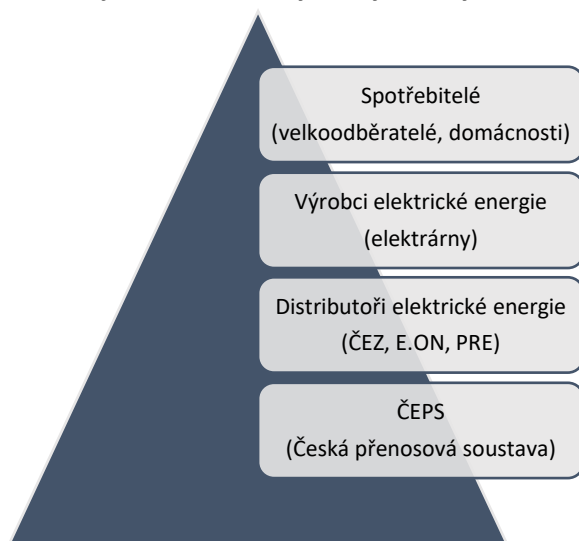 Spotřebitelé
(velkoodběratelé, domácnosti)
Výrobci elektrické energie
(elektrárny)
Distributoři elektrické energie
(ČEZ, E.ON, PRE)
ČEPS
(Česká přenosová soustava)